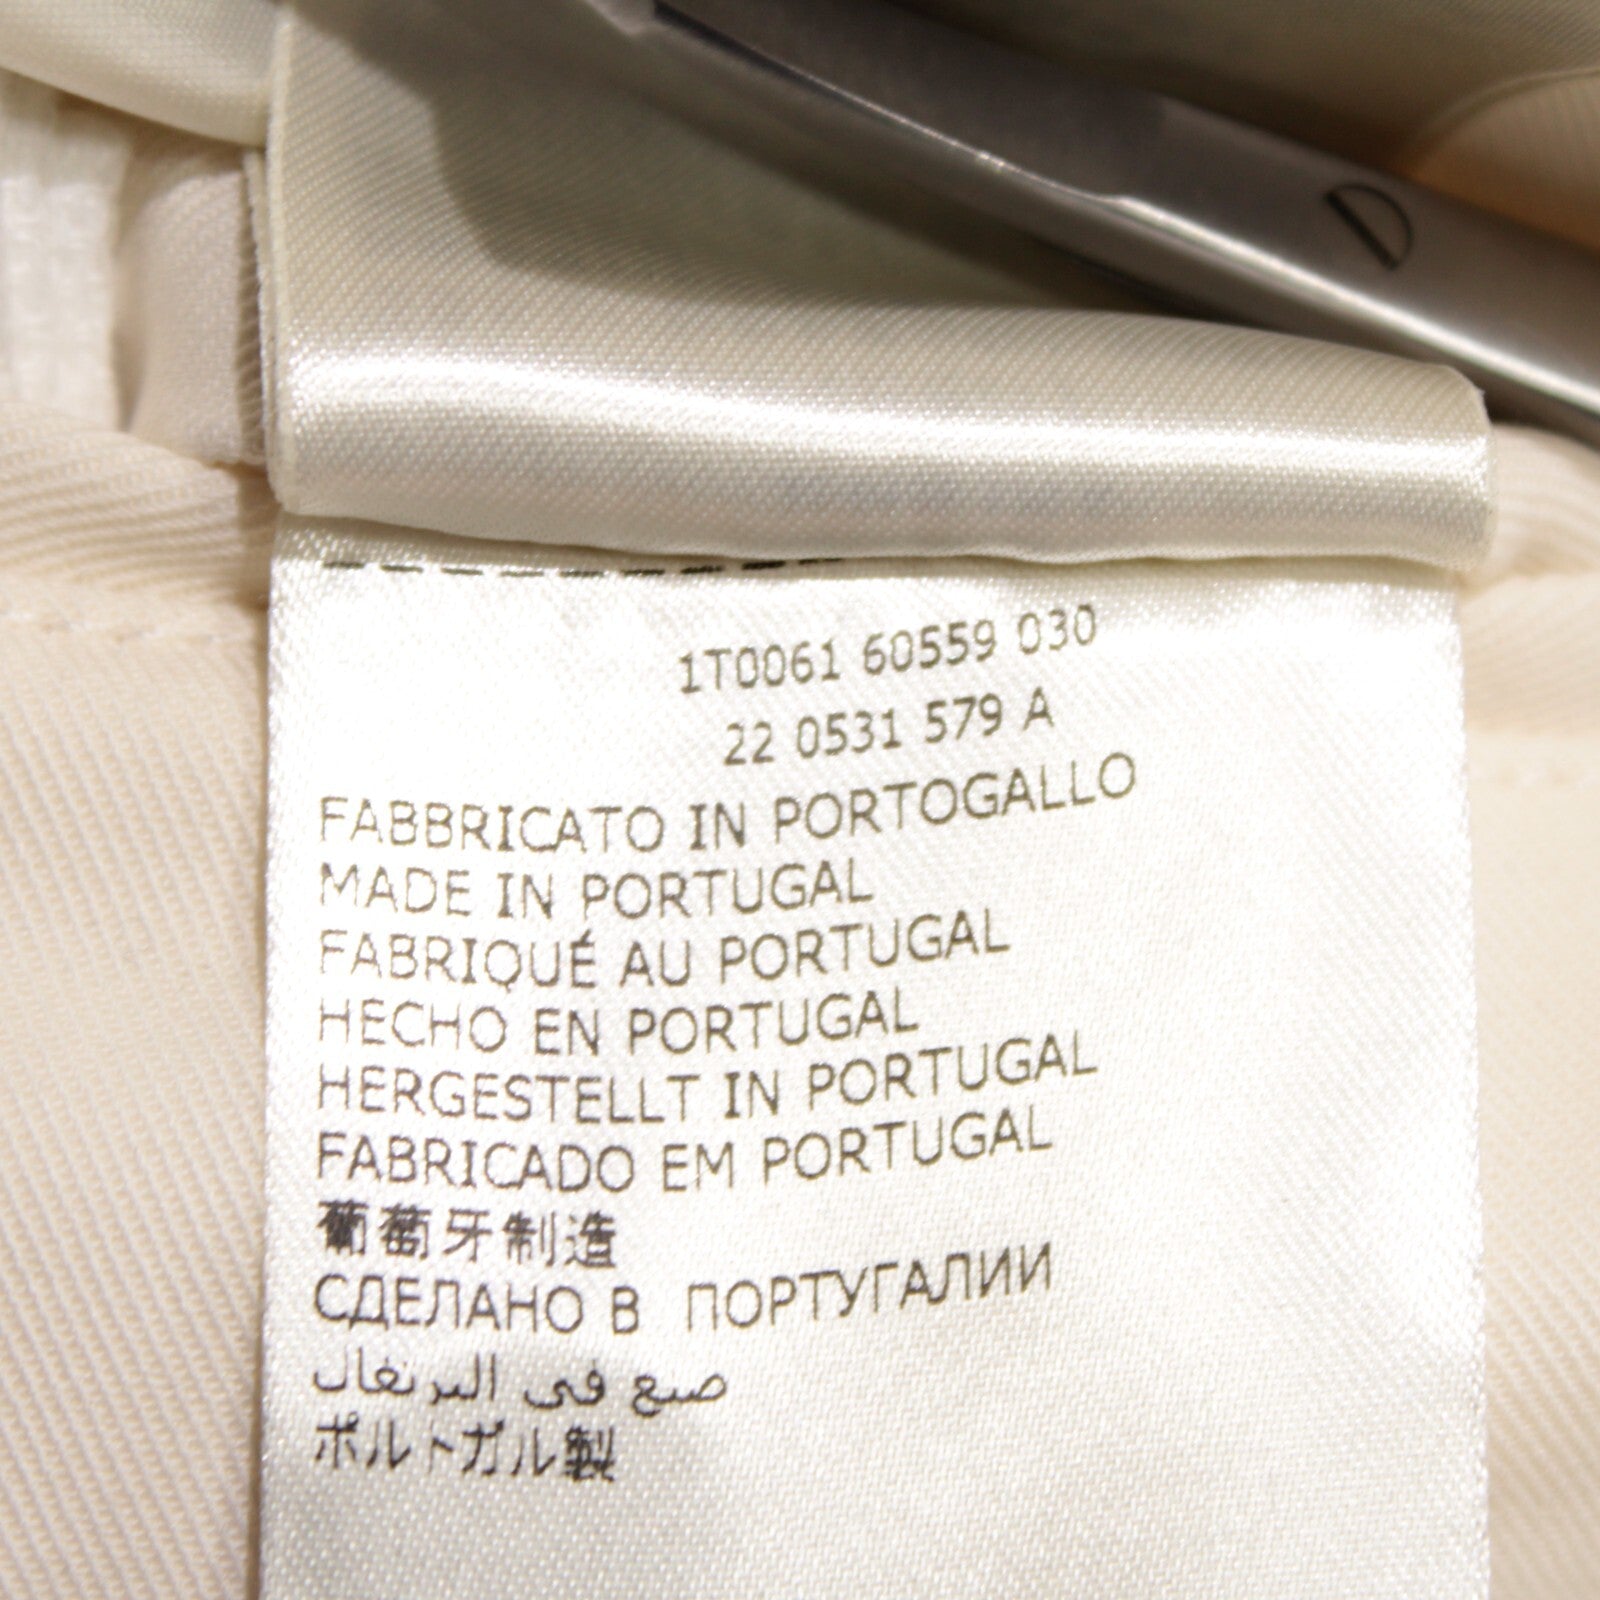 D
1T0061 60559 030
22 0531 579 A
FABBRICATO IN PORTOGALLO
MADE IN PORTUGAL
FABRIQUÉ AU PORTUGAL
HECHO EN PORTUGAL
HERGESTELLT IN PORTUGAL
FABRICADO EM PORTUGAL
葡萄牙制造
СДЕЛАНО В ПОРТУГАЛИИ
صنع في البرتغال
ポルトガル製